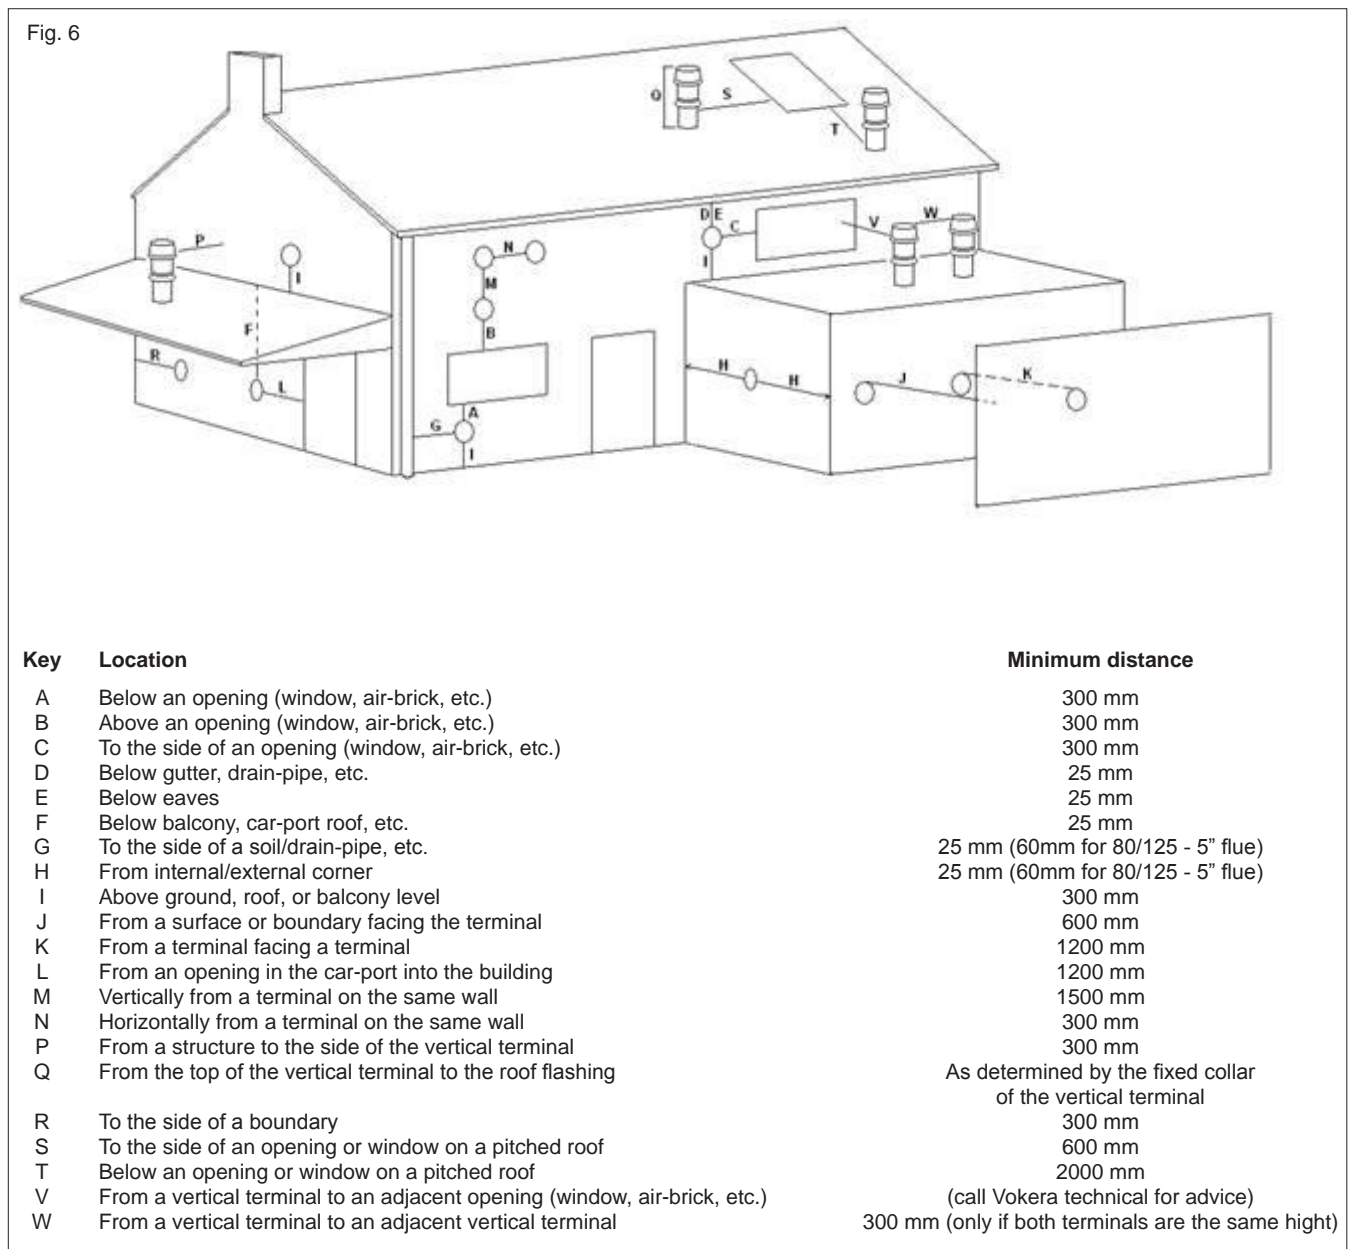 Fig. 6
Q
S
T
D E
C
V
W
I
P
I
N
M
B
F
R
L
A
G
I
H
H
J
K
Key Location Minimum distance
A Below an opening (window, air-brick, etc.) 300 mm
B Above an opening (window, air-brick, etc.) 300 mm
C To the side of an opening (window, air-brick, etc.) 300 mm
D Below gutter, drain-pipe, etc. 25 mm
E Below eaves 25 mm
F Below balcony, car-port roof, etc. 25 mm
G To the side of a soil/drain-pipe, etc. 25 mm (60mm for 80/125 - 5” flue)
H From internal/external corner 25 mm (60mm for 80/125 - 5” flue)
I Above ground, roof, or balcony level 300 mm
J From a surface or boundary facing the terminal 600 mm
K From a terminal facing a terminal 1200 mm
L From an opening in the car-port into the building 1200 mm
M Vertically from a terminal on the same wall 1500 mm
N Horizontally from a terminal on the same wall 300 mm
P From a structure to the side of the vertical terminal 300 mm
Q From the top of the vertical terminal to the roof flashing As determined by the fixed collar
of the vertical terminal
R To the side of a boundary 300 mm
S To the side of an opening or window on a pitched roof 600 mm
T Below an opening or window on a pitched roof 2000 mm
V From a vertical terminal to an adjacent opening (window, air-brick, etc.) (call Vokera technical for advice)
W From a vertical terminal to an adjacent vertical terminal 300 mm (only if both terminals are the same hight)